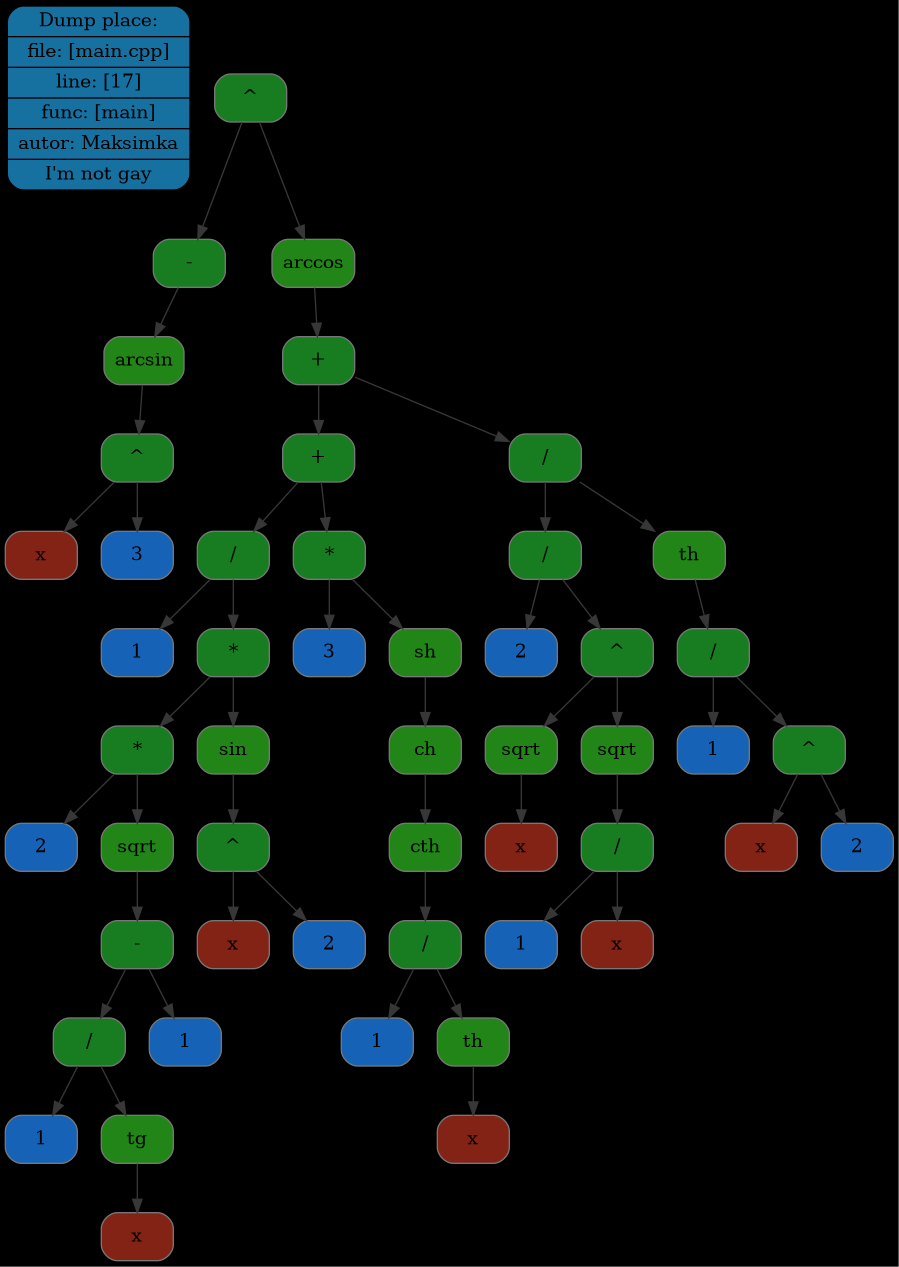 Dump place:
file: [main.cpp]
line: [17]
func: [main]
autor: Maksimka
I'm not gay
^
- arccos
arcsin +
^ + /
x 3 / * / th
1 * 3 sh 2 ^ /
* sin ch sqrt sqrt 1 ^
2 sqrt ^ cth x / x 2
- x 2 / 1 x
/ 1 1 th
1 tg x
x